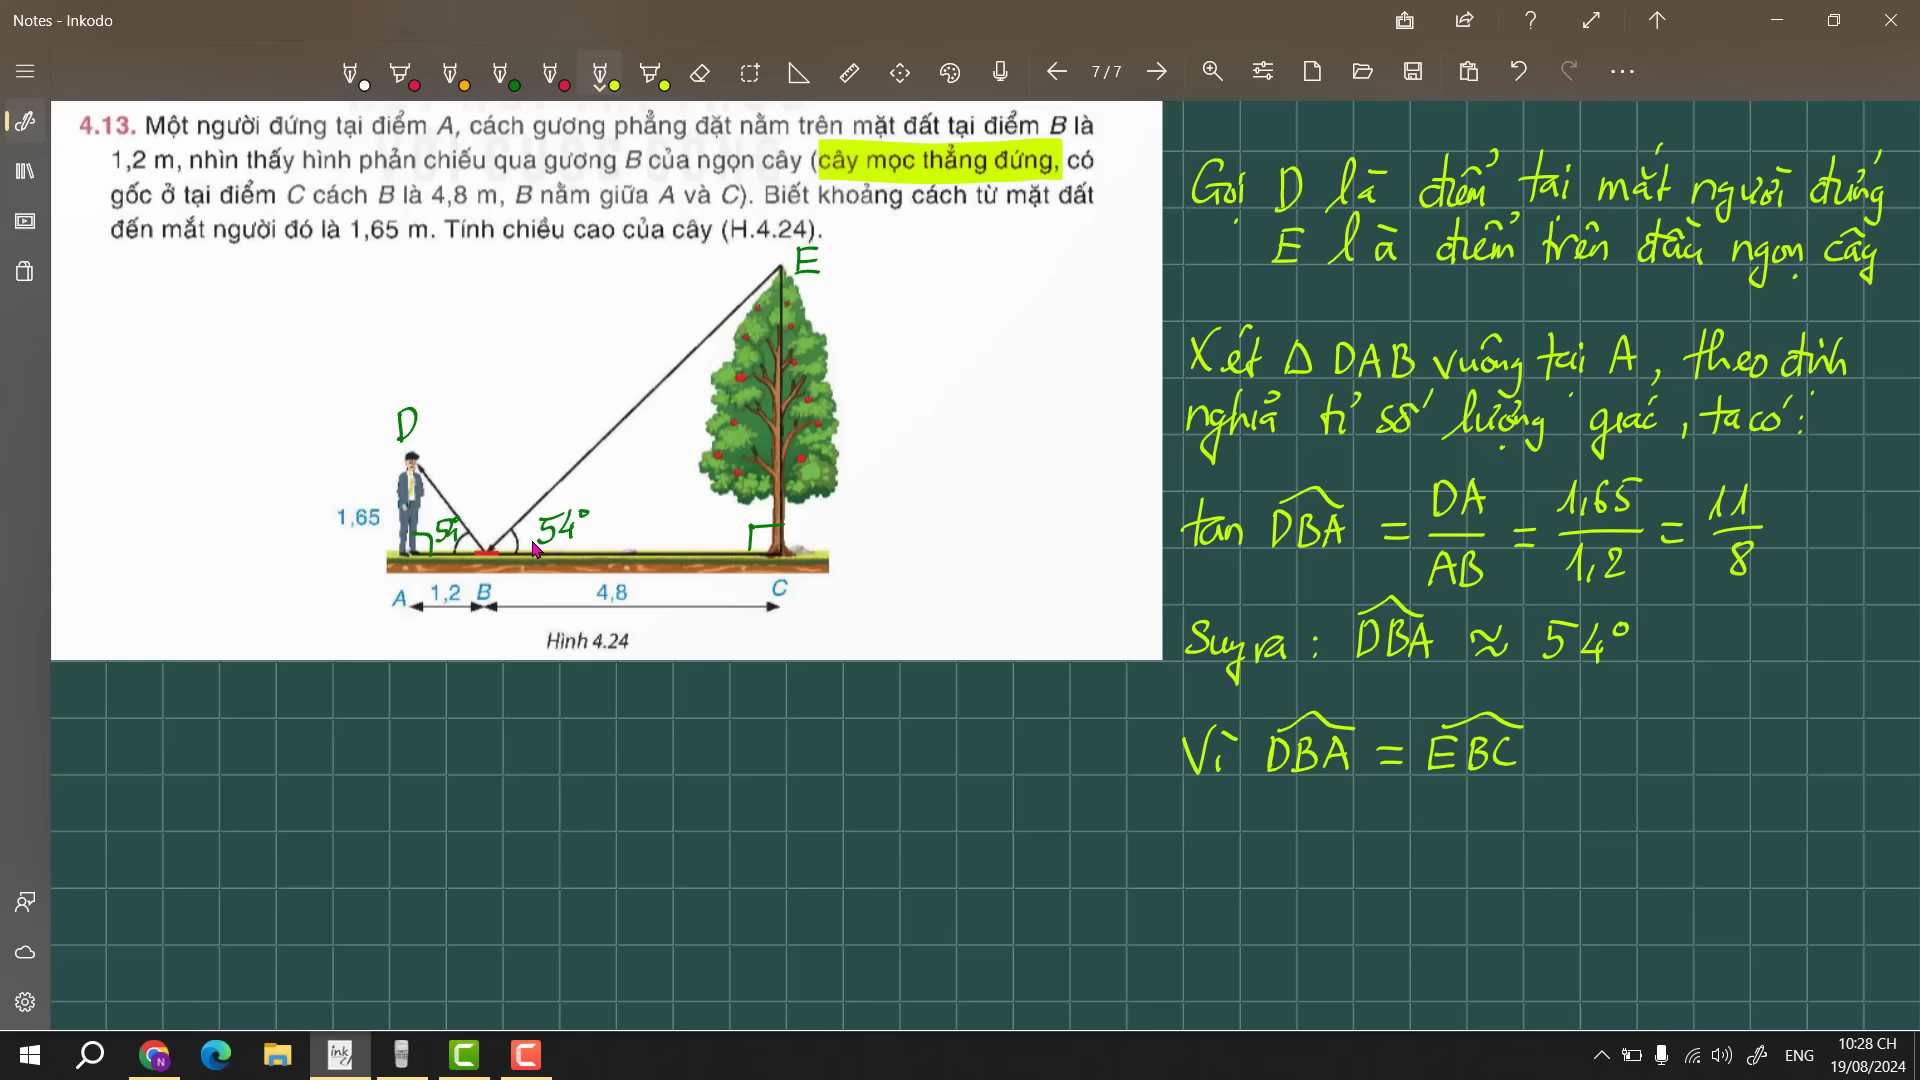 Notes - Inkodo
7 / 7
4.13. Một người đứng tại điểm A, cách gương phẳng đặt nằm trên mặt đất tại điểm B là
1,2 m, nhìn thấy hình phản chiếu qua gương B của ngọn cây (cây mọc thẳng đứng, có
gốc ở tại điểm C cách B là 4,8 m, B nằm giữa A và C). Biết khoảng cách từ mặt đất
đến mắt người đó là 1,65 m. Tính chiều cao của cây (H.4.24).
E
D
1,65
54°
54°
A 1,2 B 4,8 C
Hình 4.24
Gọi D là điểm tại mắt người đứng
E là điểm trên đầu ngọn cây
Xét Δ DAB vuông tại A, theo định
nghĩa tỉ số lượng giác, ta có:
tan DBA = DA/AB = 1,65/1,2 = 11/8
Suy ra : DBA ≈ 54°
Vì DBA = EBC
ink
N
ENG
10:28 CH
19/08/2024